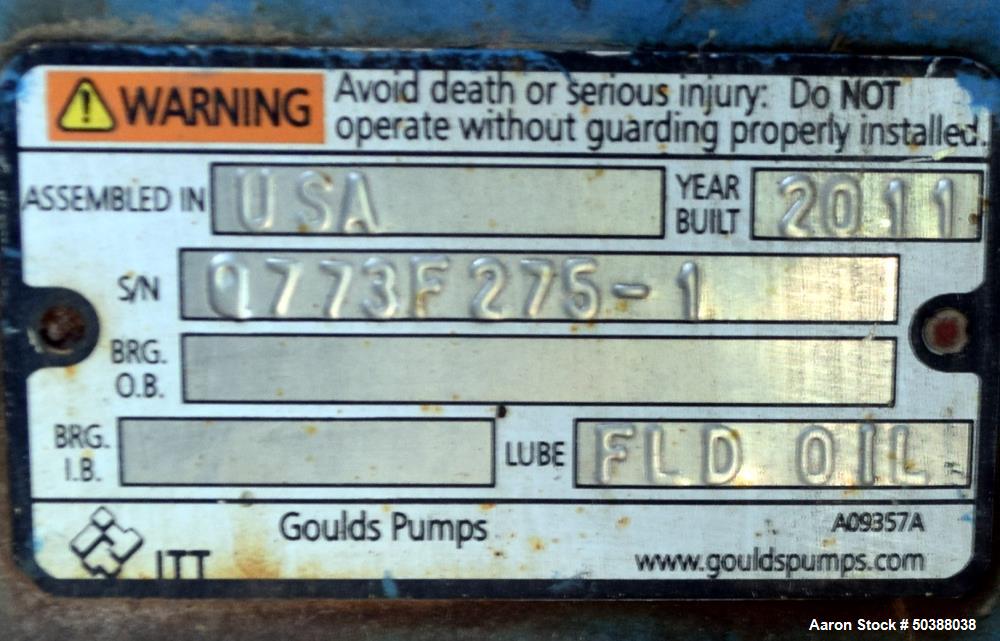 WARNING Avoid death or serious injury: Do NOT
operate without guarding properly installed.
ASSEMBLED IN USA YEAR BUILT 2011
S/N Q773F275-1
BRG. O.B.
BRG. I.B. LUBE FLD OIL
Goulds Pumps A09357A
ITT www.gouldspumps.com
Aaron Stock # 50388038